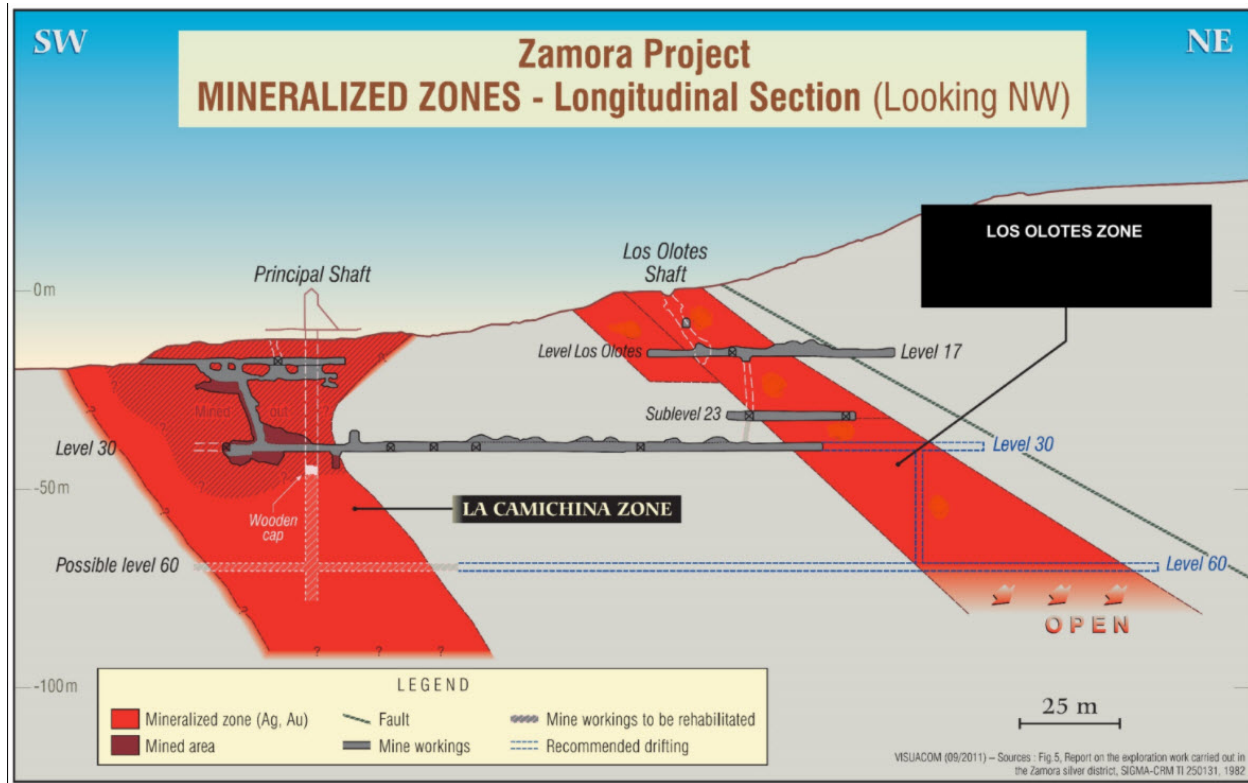 SW
NE
Zamora Project
MINERALIZED ZONES - Longitudinal Section (Looking NW)
LOS OLOTES ZONE
Los Olotes
Shaft
Principal Shaft
0m
Level Los Olotes
Level 17
Mined out
Sublevel 23
Level 30
Level 30
-50m
Wooden
cap
LA CAMICHINA ZONE
Possible level 60
Level 60
OPEN
? ? ? ?
-100m
LEGEND
Mineralized zone (Ag, Au)
Mined area
Fault
Mine workings
Mine workings to be rehabilitated
Recommended drifting
25 m
VISUACOM (09/2011) – Sources : Fig.5, Report on the exploration work carried out in
the Zamora silver district, SIGMA-CRM TI 250131, 1982